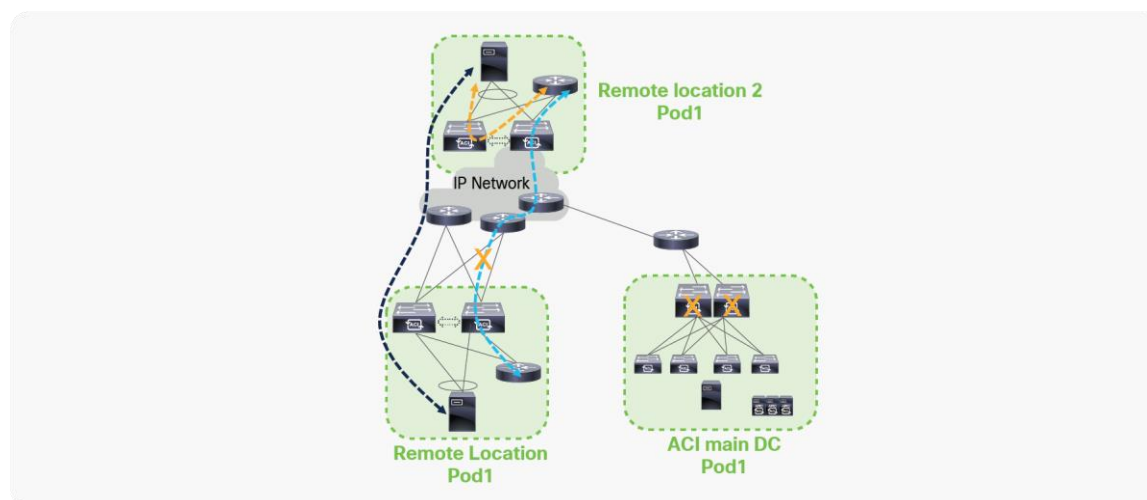 Remote location 2
Pod1
IP Network
Remote Location
Pod1
ACI main DC
Pod1